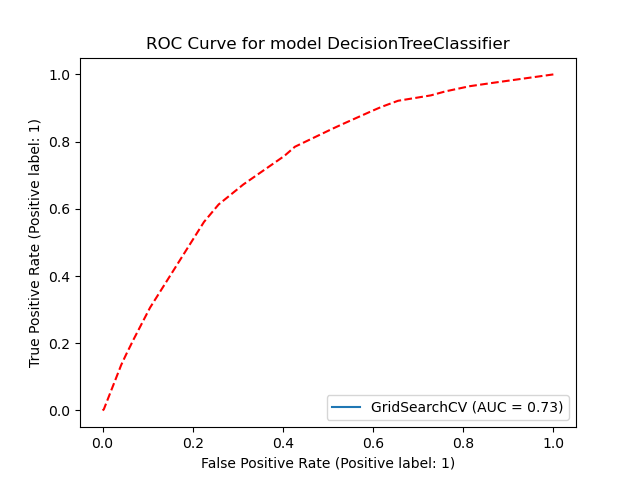 ROC Curve for model DecisionTreeClassifier
1.0
0.8
0.6
0.4
0.2
0.0
True Positive Rate (Positive label: 1)
GridSearchCV (AUC = 0.73)
0.0 0.2 0.4 0.6 0.8 1.0
False Positive Rate (Positive label: 1)